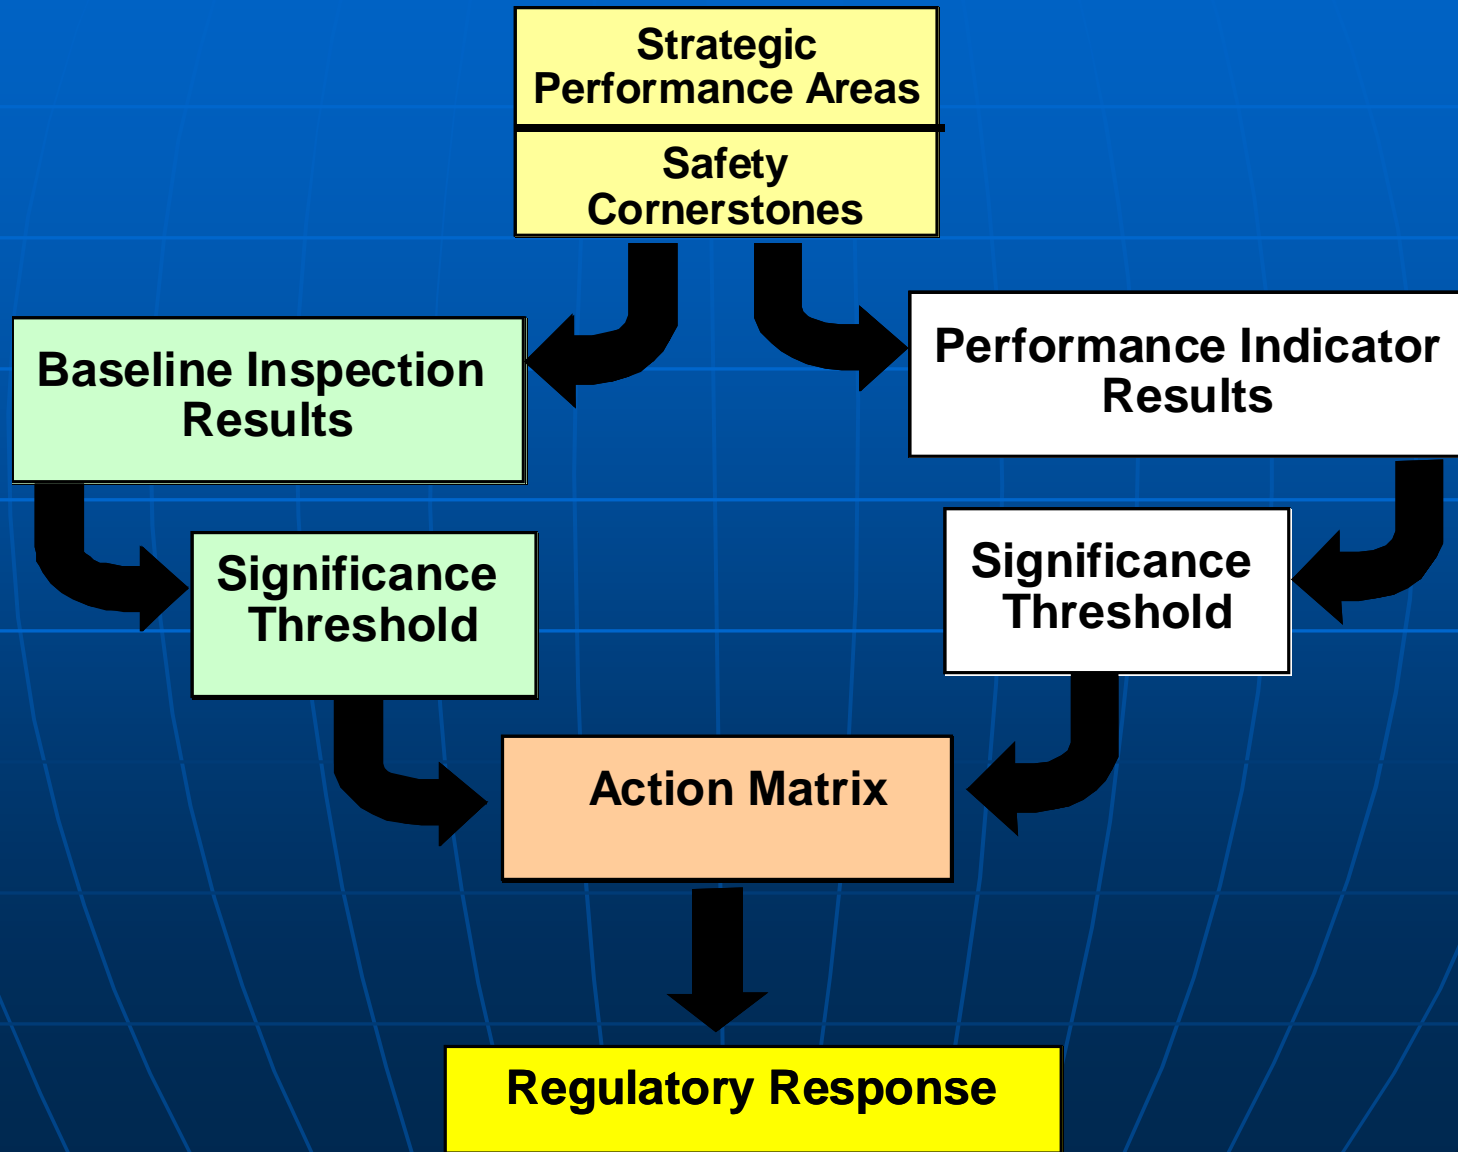 Strategic
Performance Areas
Safety
Cornerstones
Baseline Inspection
Results
Performance Indicator
Results
Significance
Threshold
Significance
Threshold
Action Matrix
Regulatory Response